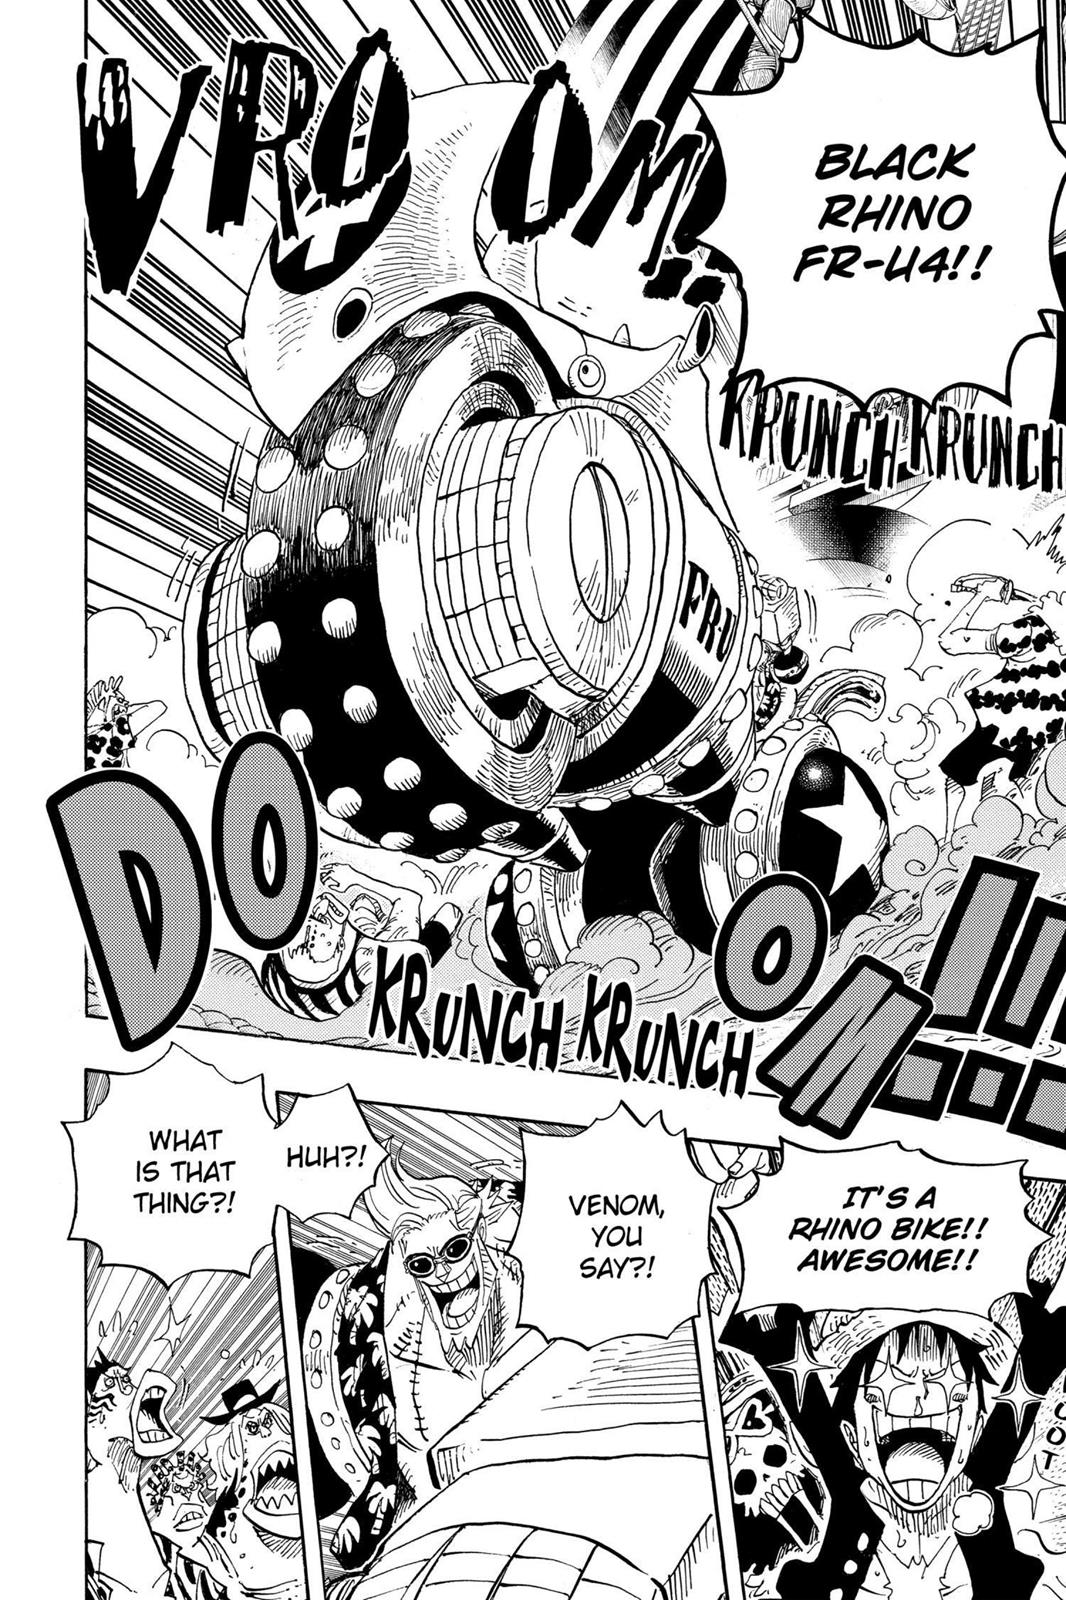 VROOM
BLACK
RHINO
FR-U4!!
KRUNCH KRUNCH
FR-U
DOOM!!!
KRUNCH KRUNCH
WHAT
IS THAT
THING?!
HUH?!
VENOM,
YOU
SAY?!
IT'S A
RHINO BIKE!!
AWESOME!!